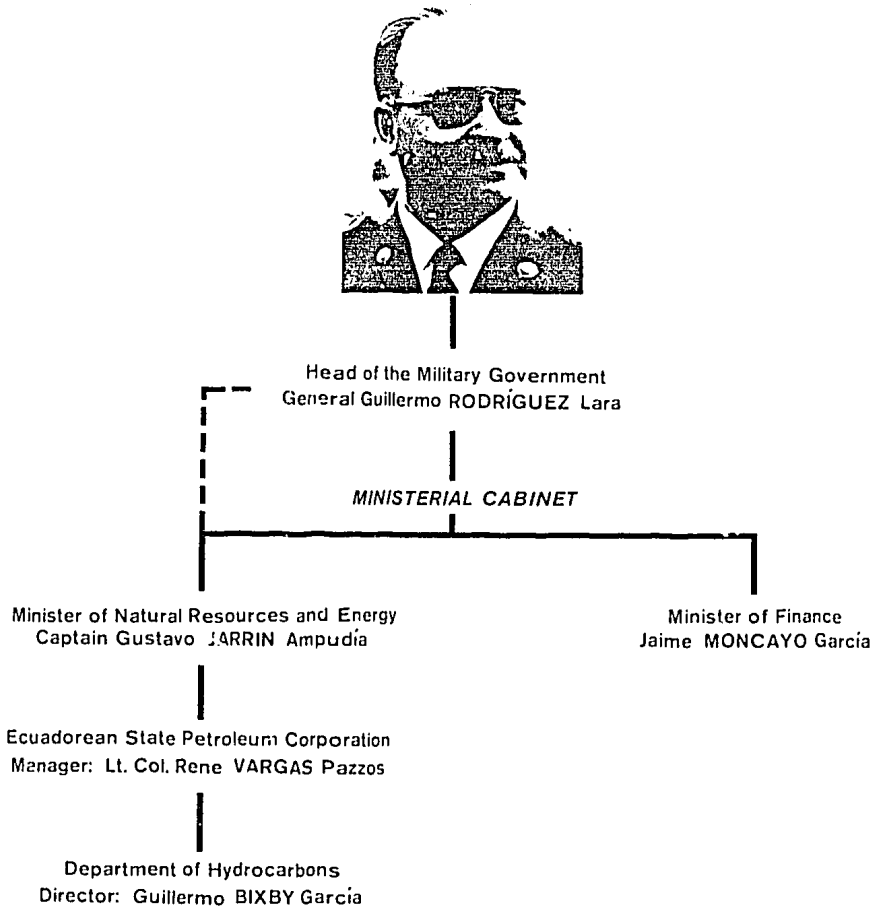 Head of the Military Government
General Guillermo RODRÍGUEZ Lara
MINISTERIAL CABINET
Minister of Natural Resources and Energy
Captain Gustavo JARRIN Ampudía
Minister of Finance
Jaime MONCAYO García
Ecuadorean State Petroleum Corporation
Manager: Lt. Col. Rene VARGAS Pazzos
Department of Hydrocarbons
Director: Guillermo BIXBY García